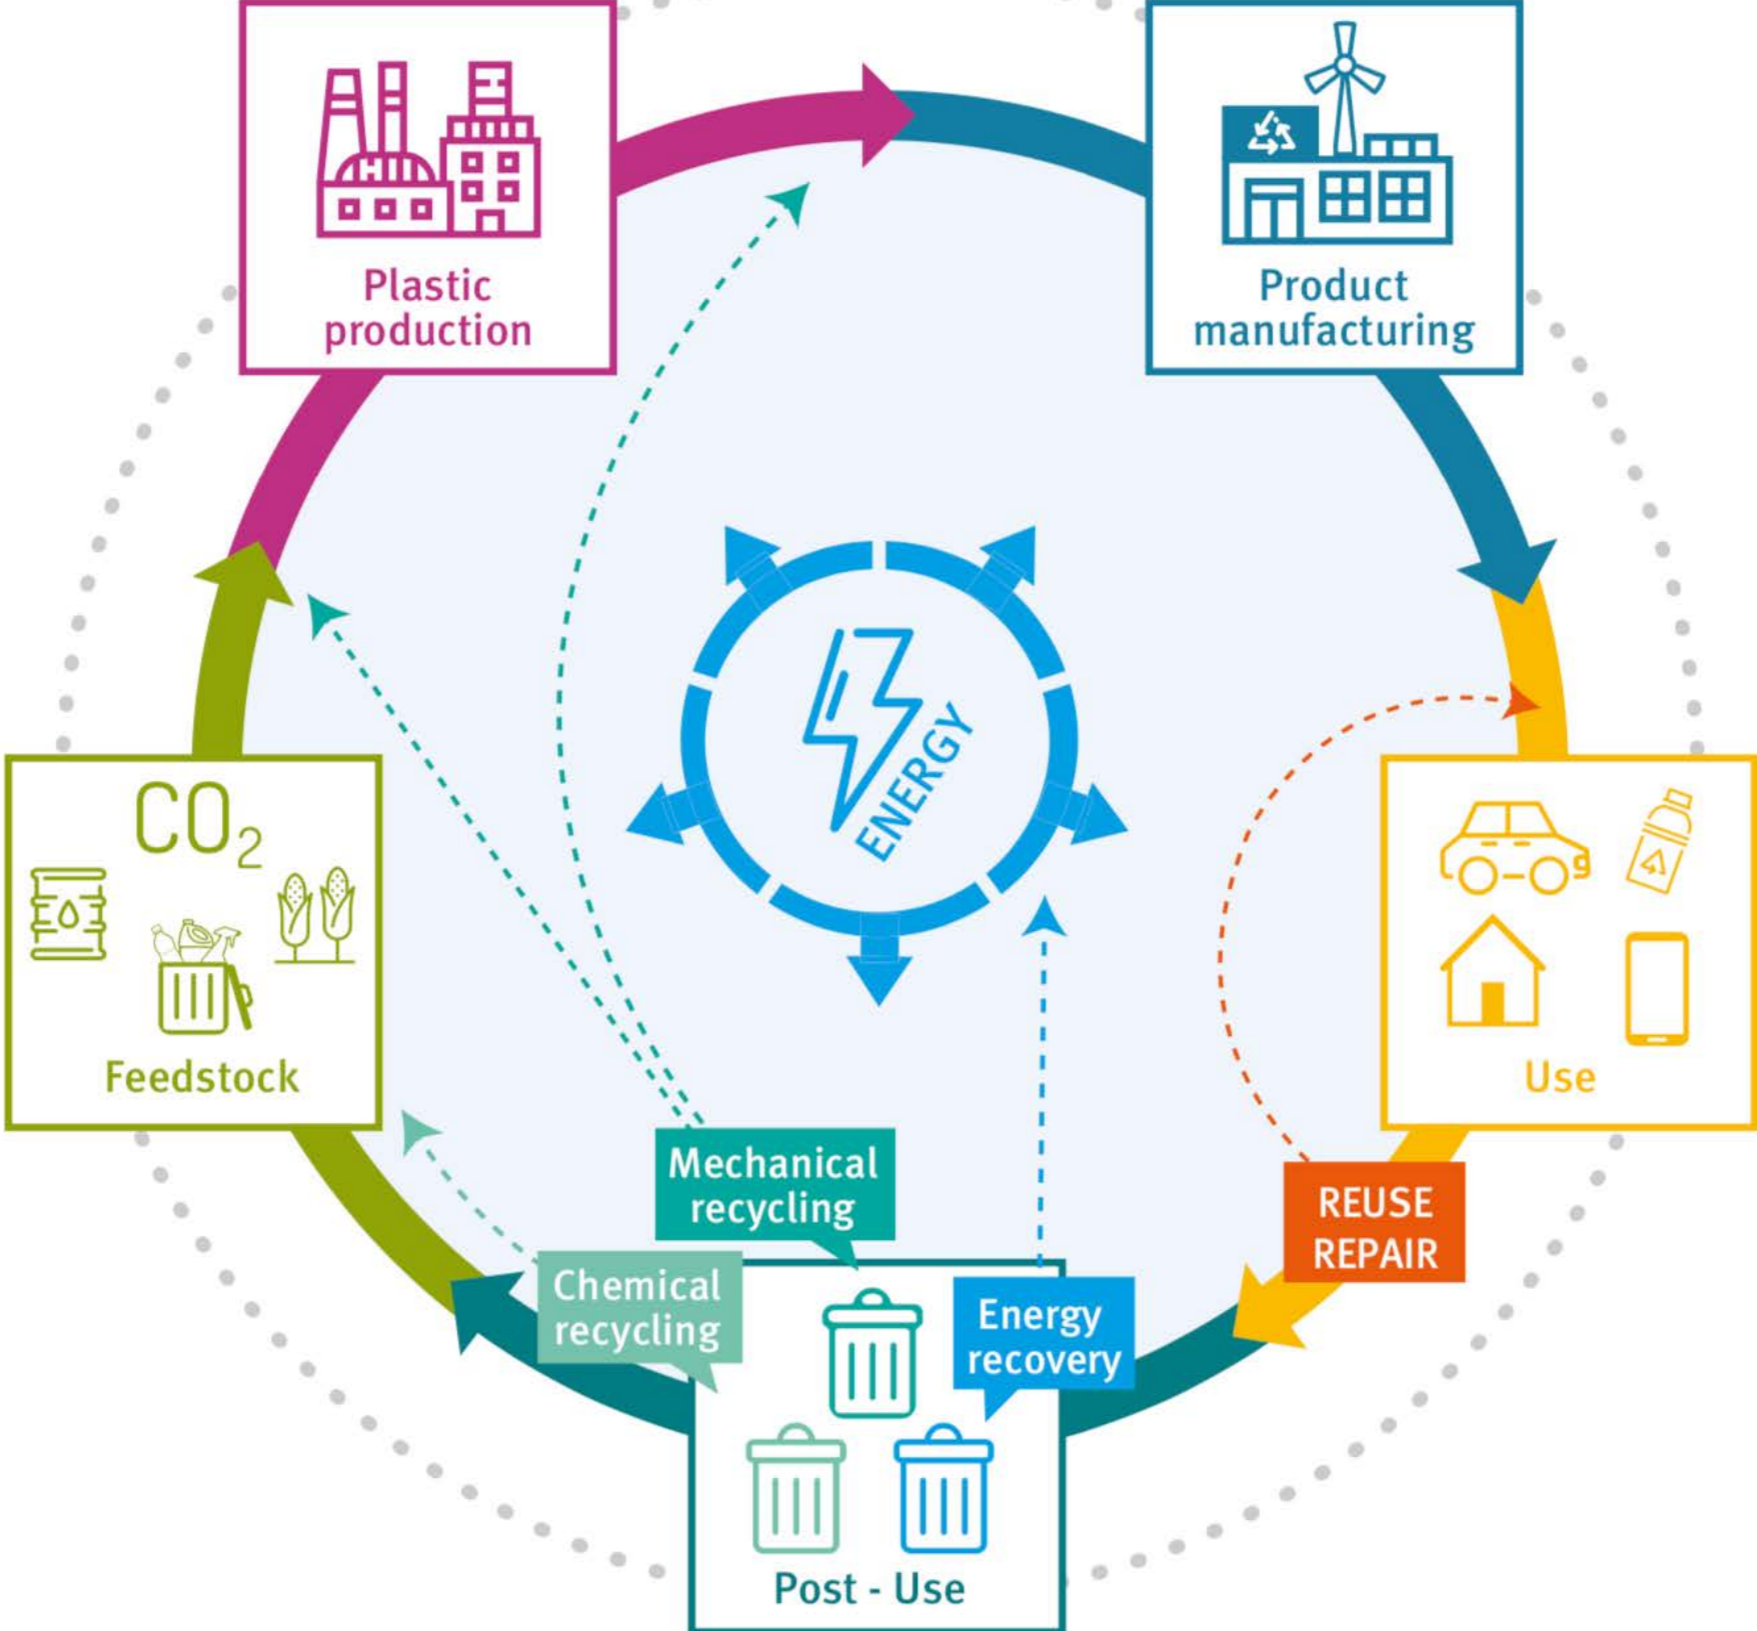 Plastic
production
Product
manufacturing
ENERGY
CO₂
Feedstock
Use
Mechanical
recycling
REUSE
REPAIR
Chemical
recycling
Energy
recovery
Post - Use